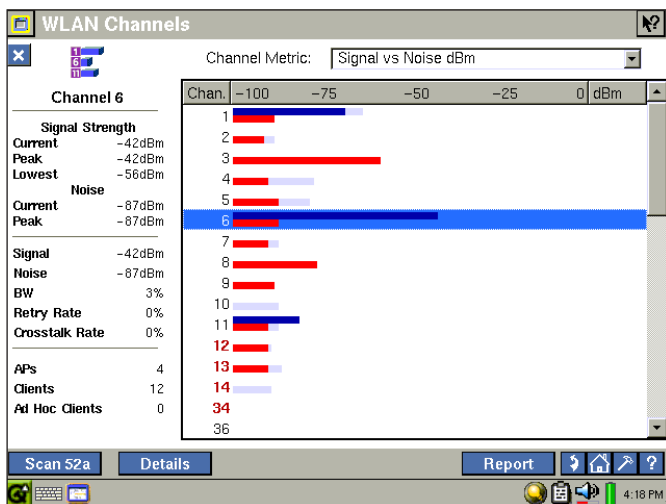 WLAN Channels
Channel Metric: Signal vs Noise dBm
1
6
11
Channel 6
Signal Strength
Current -42dBm
Peak -42dBm
Lowest -56dBm
Noise
Current -87dBm
Peak -87dBm
Signal -42dBm
Noise -87dBm
BW 3%
Retry Rate 0%
Crosstalk Rate 0%
APs 4
Clients 12
Ad Hoc Clients 0
Chan. -100 -75 -50 -25 0 dBm
1
2
3
4
5
6
7
8
9
10
11
12
13
14
34
36
Scan 52a Details Report ?
4:18 PM